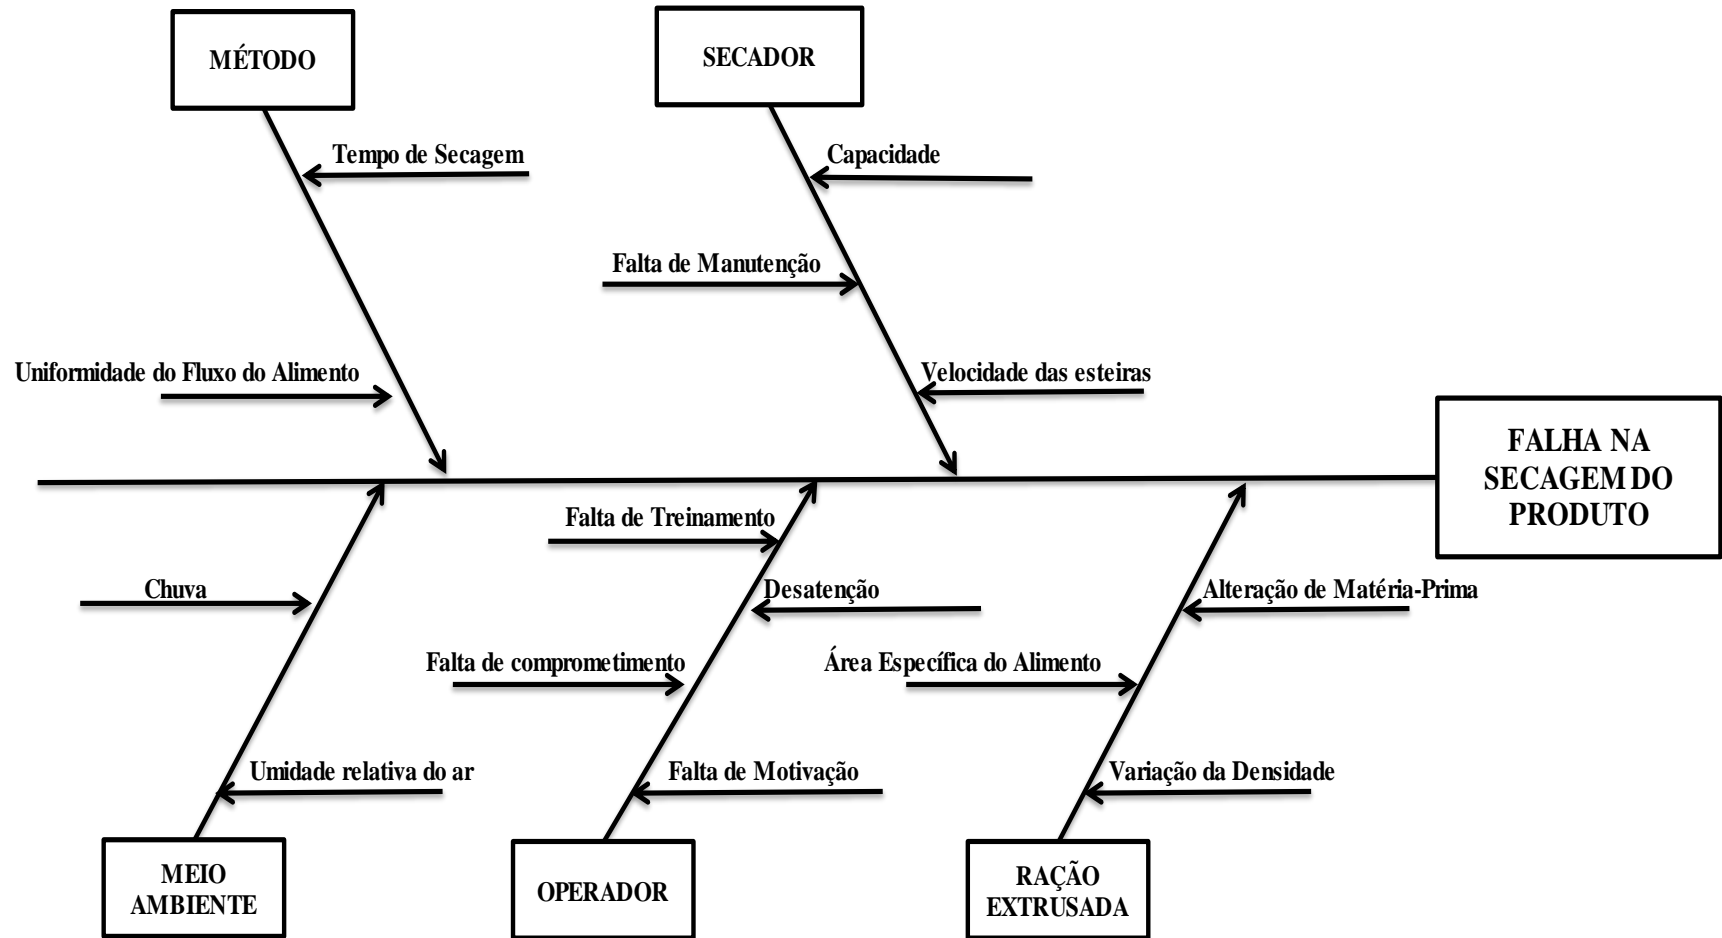 MÉTODO
SECADOR
Tempo de Secagem
Capacidade
Falta de Manutenção
Uniformidade do Fluxo do Alimento
Velocidade das esteiras
FALHA NA
SECAGEM DO
PRODUTO
Falta de Treinamento
Chuva
Desatenção
Alteração de Matéria-Prima
Falta de comprometimento
Área Específica do Alimento
Umidade relativa do ar
Falta de Motivação
Variação da Densidade
MEIO
AMBIENTE
OPERADOR
RAÇÃO
EXTRUSADA